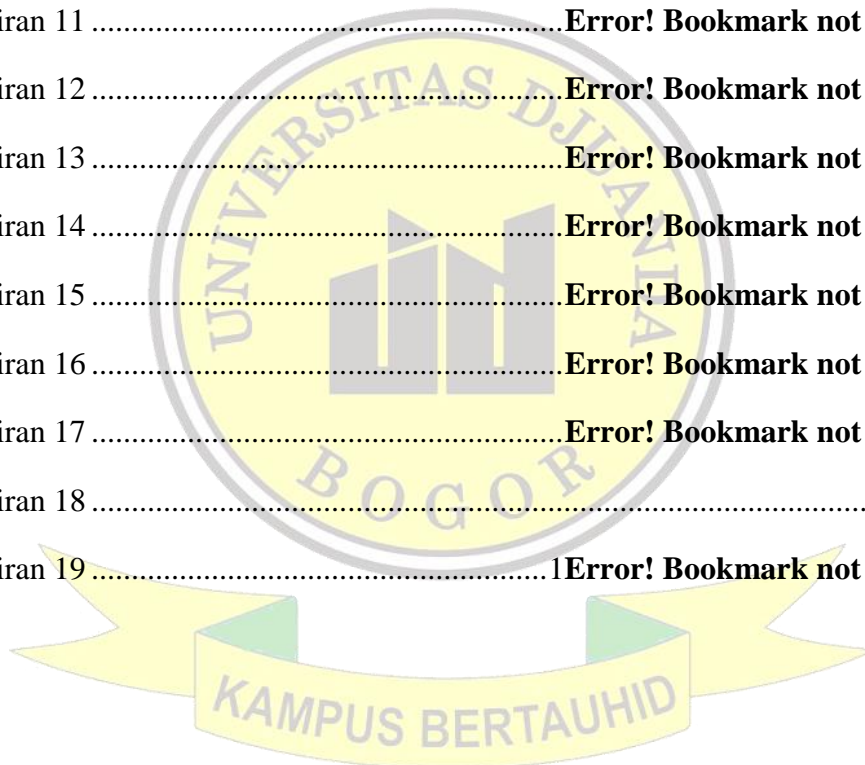 iran 11 ............................................................Error! Bookmark not
iran 12 ............................................................Error! Bookmark not
iran 13 ............................................................Error! Bookmark not
iran 14 ............................................................Error! Bookmark not
iran 15 ............................................................Error! Bookmark not
iran 16 ............................................................Error! Bookmark not
iran 17 ............................................................Error! Bookmark not
iran 18 ...................................................................................................
iran 19 ..........................................................1Error! Bookmark not
UNIVERSITAS DJUANDA
BOGOR
KAMPUS BERTAUHID